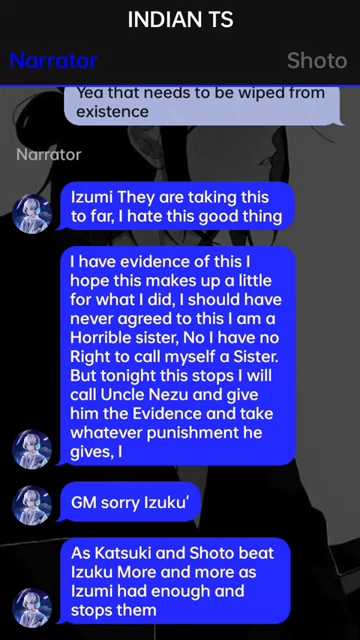 INDIAN TS
Narrator Shoto
Yea that needs to be wiped from
existence
Narrator
Izumi They are taking this
to far, I hate this good thing
I have evidence of this I
hope this makes up a little
for what I did, I should have
never agreed to this I am a
Horrible sister, No I have no
Right to call myself a Sister.
But tonight this stops I will
call Uncle Nezu and give
him the Evidence and take
whatever punishment he
gives, I
GM sorry Izuku'
As Katsuki and Shoto beat
Izuku More and more as
Izumi had enough and
stops them